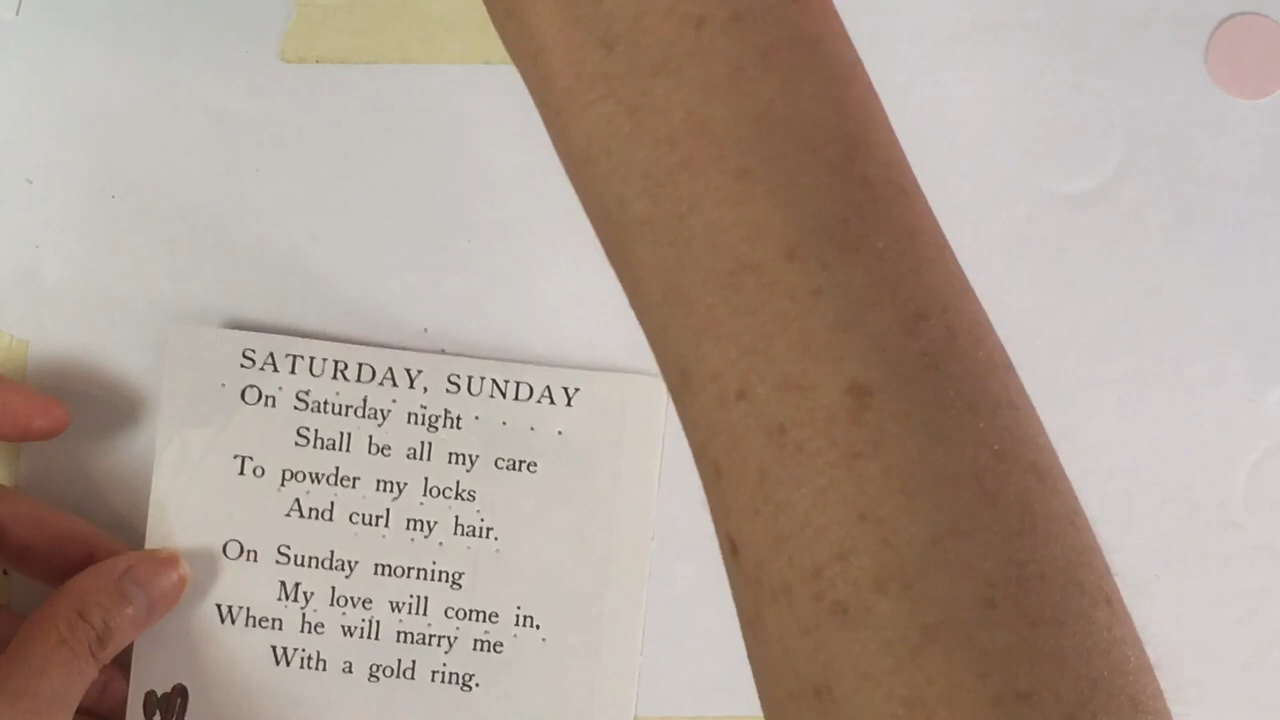 SATURDAY, SUNDAY
On Saturday night
Shall be all my care
To powder my locks
And curl my hair.
On Sunday morning
My love will come in.
When he will marry me
With a gold ring.